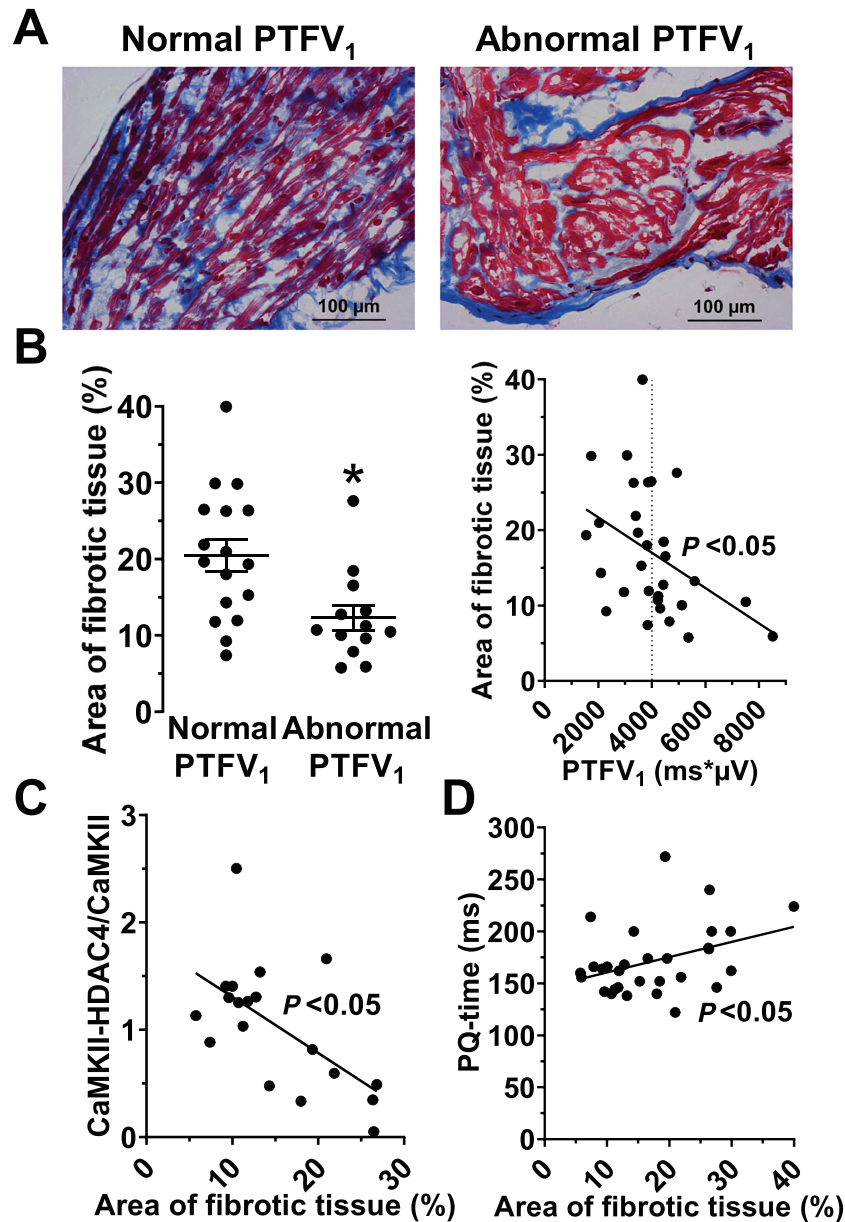 A
Normal PTFV₁
Abnormal PTFV₁
100 µm
100 µm
B
Area of fibrotic tissue (%)
40
30
20
10
0
*
Normal PTFV₁
Abnormal PTFV₁
Area of fibrotic tissue (%)
40
30
20
10
0
P <0.05
0
2000
4000
6000
8000
PTFV₁ (ms*µV)
C
CaMKII-HDAC4/CaMKII
3
2
1
0
P <0.05
0
10
20
30
Area of fibrotic tissue (%)
D
PQ-time (ms)
300
250
200
150
100
50
0
P <0.05
0
10
20
30
40
Area of fibrotic tissue (%)